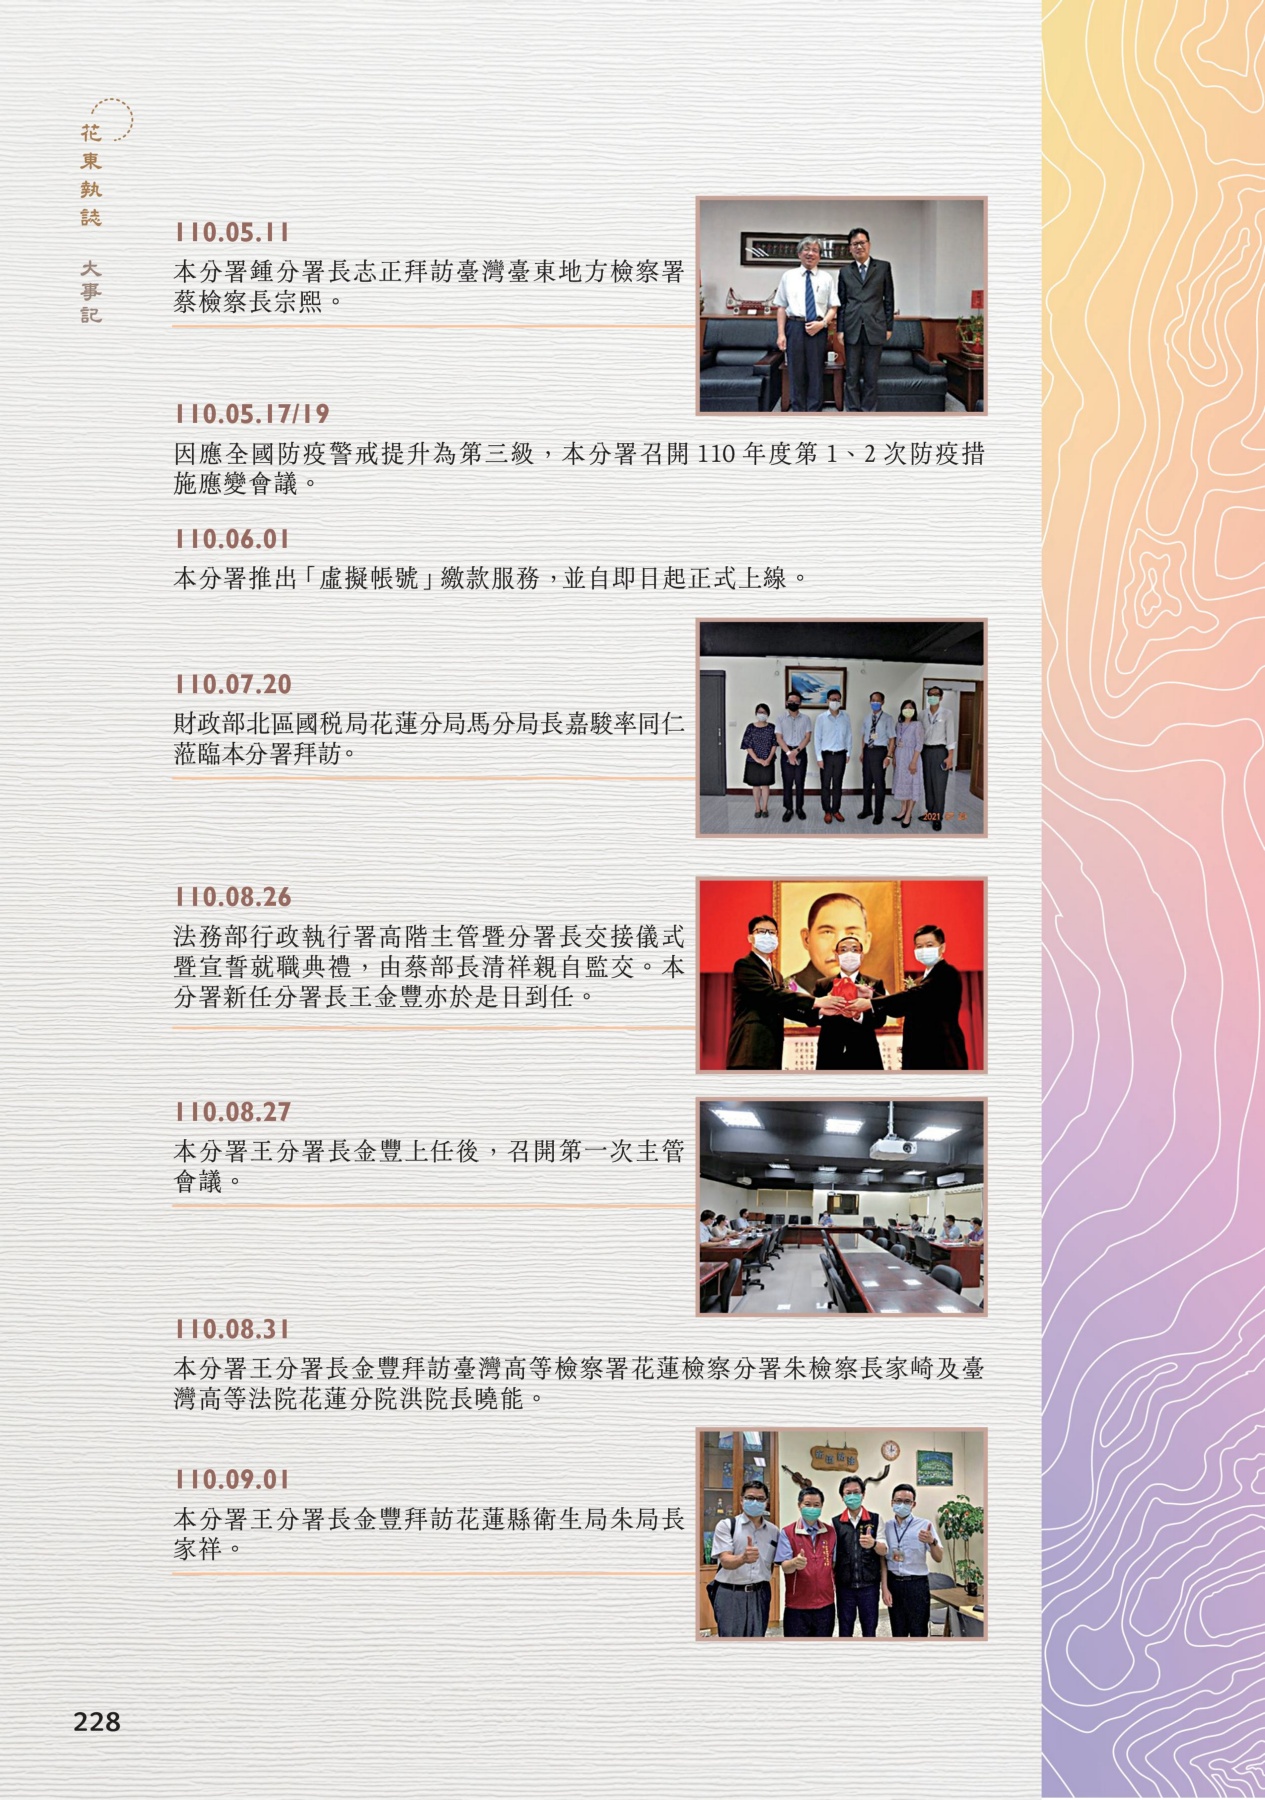 花東執誌 大事記
110.05.11
本分署鍾分署長志正拜訪臺灣臺東地方檢察署
蔡檢察長宗熙。
110.05.17/19
因應全國防疫警戒提升為第三級，本分署召開 110 年度第 1、2 次防疫措
施應變會議。
110.06.01
本分署推出「虛擬帳號」繳款服務，並自即日起正式上線。
110.07.20
財政部北區國稅局花蓮分局馬分局長嘉駿率同仁
蒞臨本分署拜訪。
110.08.26
法務部行政執行署高階主管暨分署長交接儀式
暨宣誓就職典禮，由蔡部長清祥親自監交。本
分署新任分署長王金豐亦於是日到任。
110.08.27
本分署王分署長金豐上任後，召開第一次主管
會議。
110.08.31
本分署王分署長金豐拜訪臺灣高等檢察署花蓮檢察分署朱檢察長家崎及臺
灣高等法院花蓮分院洪院長曉能。
110.09.01
本分署王分署長金豐拜訪花蓮縣衛生局朱局長
家祥。
228